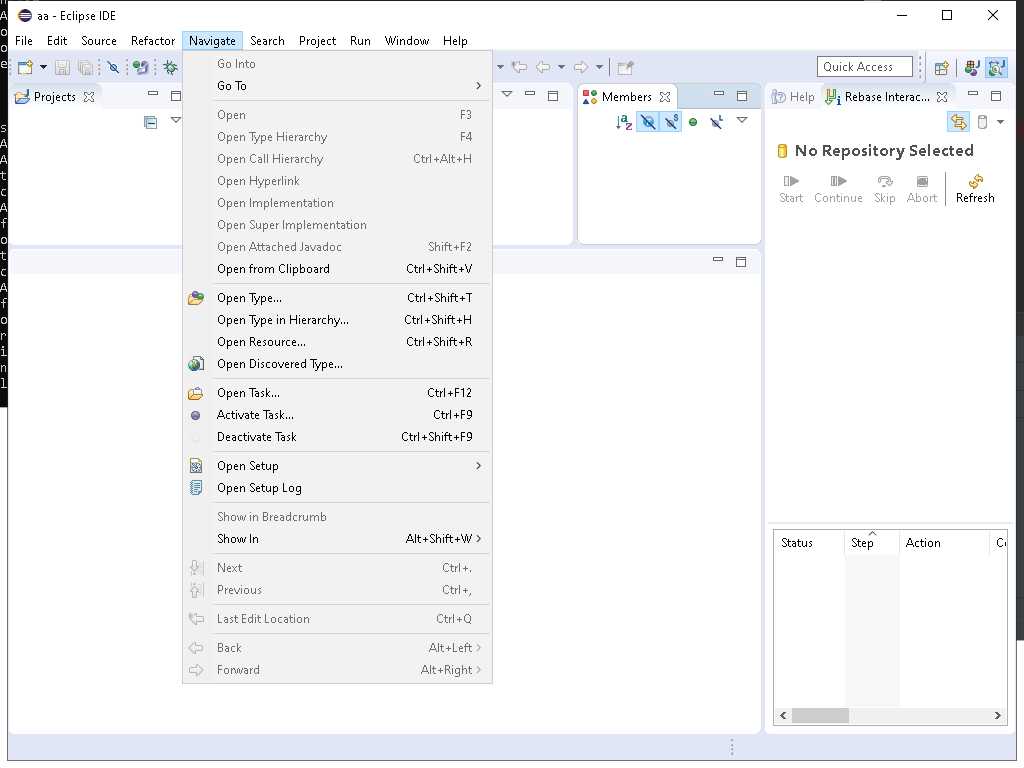 aa - Eclipse IDE
File Edit Source Refactor Navigate Search Project Run Window Help
Quick Access
Projects
Members
Help
Rebase Interac...
No Repository Selected
Start Continue Skip Abort Refresh
Status Step Action
Go Into
Go To
Open F3
Open Type Hierarchy F4
Open Call Hierarchy Ctrl+Alt+H
Open Hyperlink
Open Implementation
Open Super Implementation
Open Attached Javadoc Shift+F2
Open from Clipboard Ctrl+Shift+V
Open Type... Ctrl+Shift+T
Open Type in Hierarchy... Ctrl+Shift+H
Open Resource... Ctrl+Shift+R
Open Discovered Type...
Open Task... Ctrl+F12
Activate Task... Ctrl+F9
Deactivate Task Ctrl+Shift+F9
Open Setup
Open Setup Log
Show in Breadcrumb
Show In Alt+Shift+W
Next Ctrl+.
Previous Ctrl+,
Last Edit Location Ctrl+Q
Back Alt+Left
Forward Alt+Right